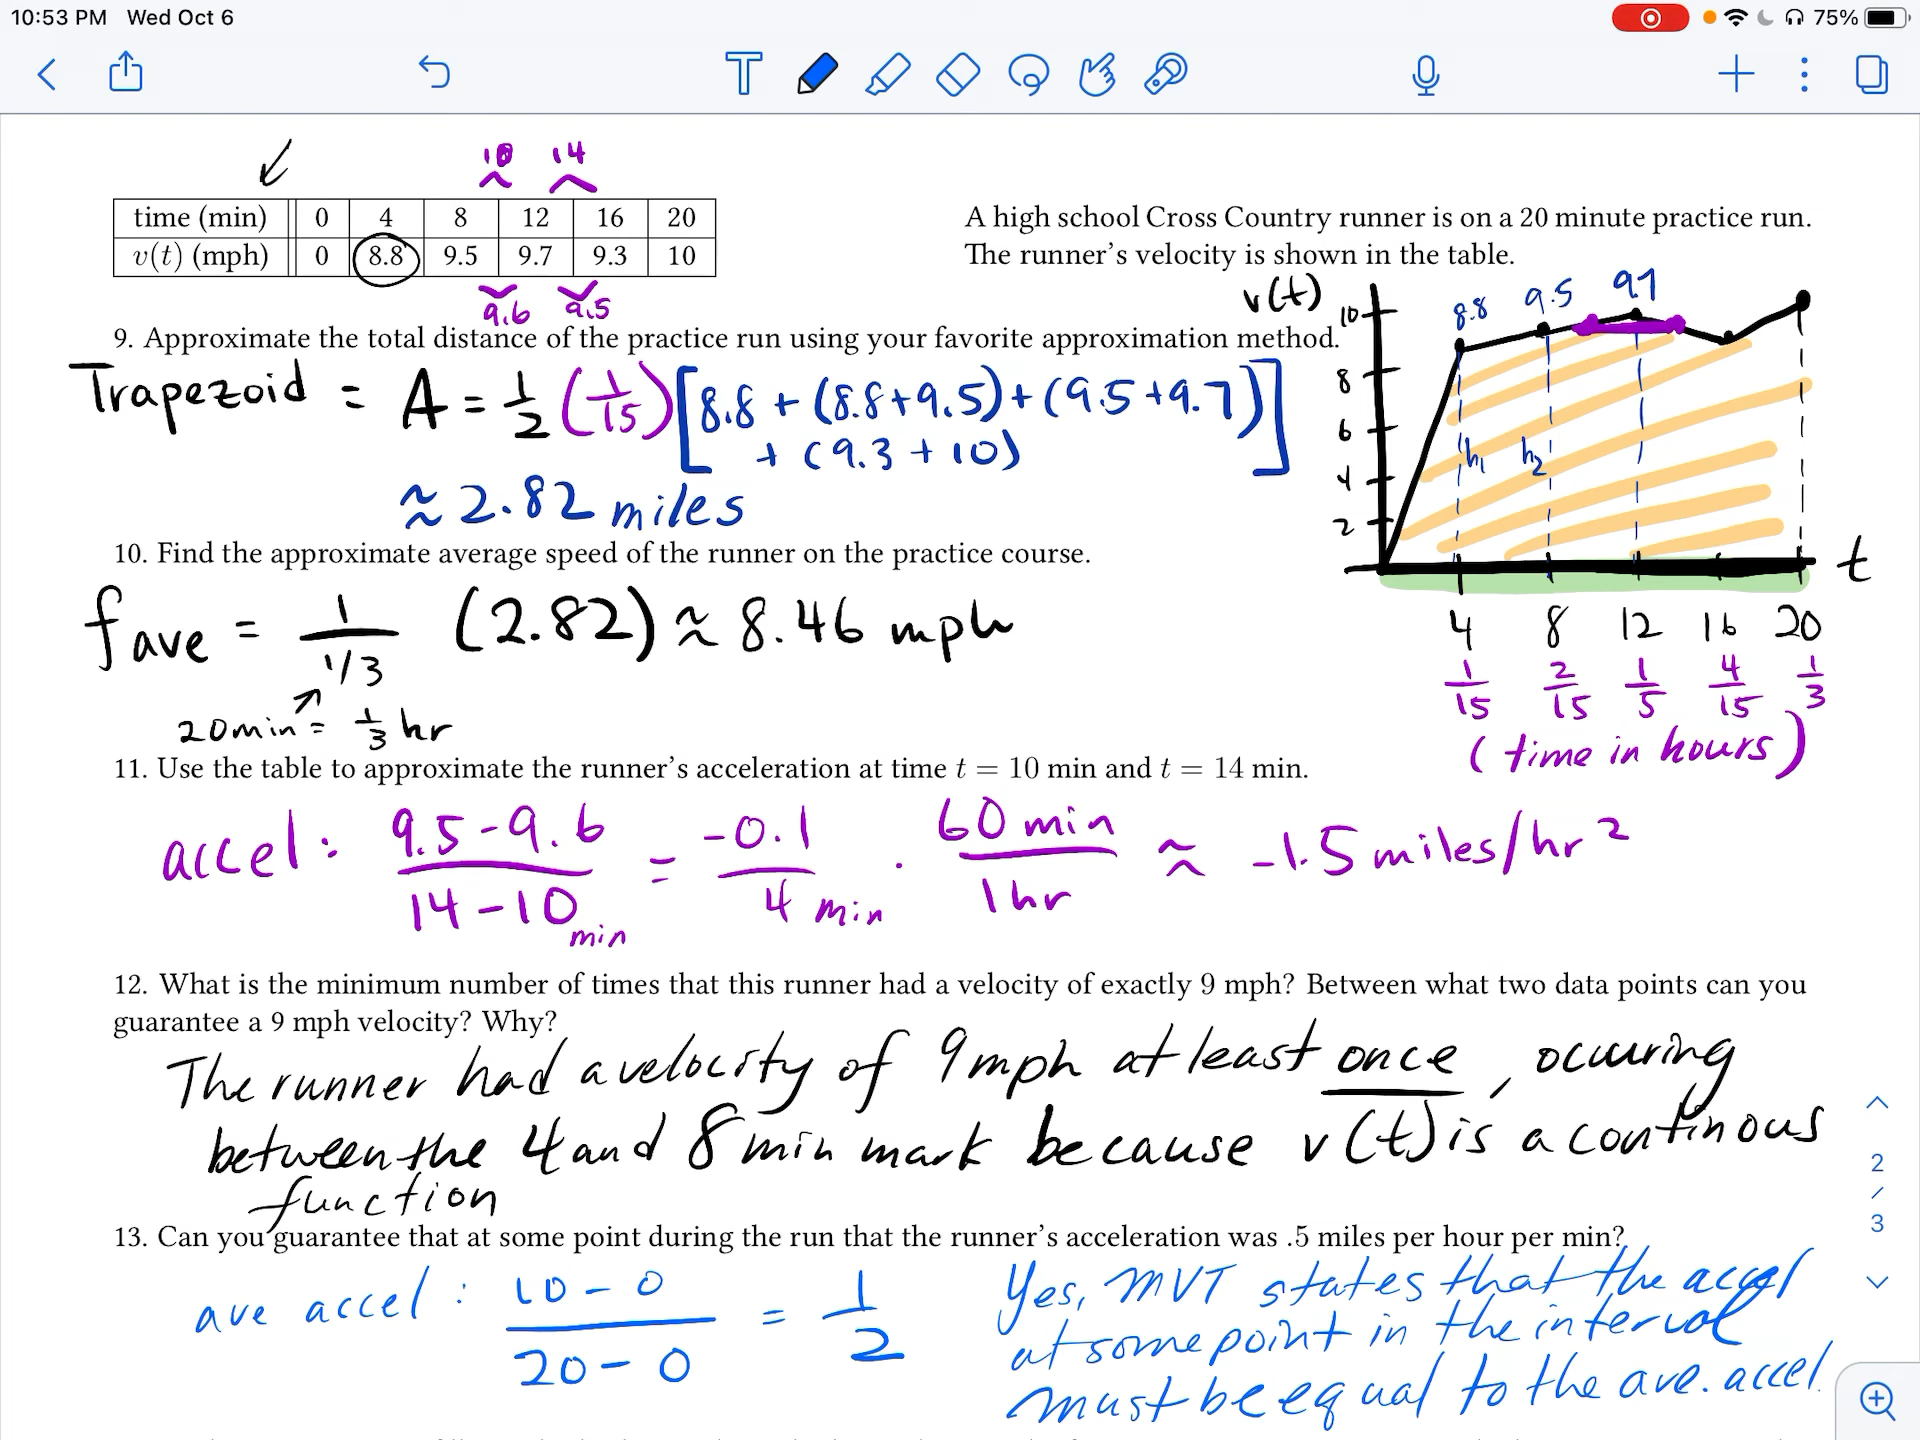 10:53 PM Wed Oct 6
75%
10 14
time (min) 0 4 8 12 16 20
v(t) (mph) 0 8.8 9.5 9.7 9.3 10
9.6 9.5
A high school Cross Country runner is on a 20 minute practice run.
The runner's velocity is shown in the table.
9. Approximate the total distance of the practice run using your favorite approximation method.
Trapezoid = A = 1/2 (1/15) [8.8 + (8.8+9.5) + (9.5+9.7)
+ (9.3 + 10)]
≈ 2.82 miles
v(t)
8.8 9.5 9.7
10
8
6
4
2
h1 h2
t
4 8 12 16 20
1/15 2/15 1/5 4/15 1/3
(time in hours)
10. Find the approximate average speed of the runner on the practice course.
fave = 1/(1/3) (2.82) ≈ 8.46 mph
20min = 1/3 hr
11. Use the table to approximate the runner's acceleration at time t = 10 min and t = 14 min.
accel: (9.5-9.6)/(14-10 min) = -0.1/(4 min) · 60 min/1 hr ≈ -1.5 miles/hr²
12. What is the minimum number of times that this runner had a velocity of exactly 9 mph? Between what two data points can you
guarantee a 9 mph velocity? Why?
The runner had a velocity of 9mph at least once, occuring
between the 4 and 8 min mark because v(t) is a continous
function
13. Can you guarantee that at some point during the run that the runner's acceleration was .5 miles per hour per min?
ave accel: (10-0)/(20-0) = 1/2
Yes, MVT states that the accel
at some point in the interval
must be equal to the ave. accel.
2
/
3